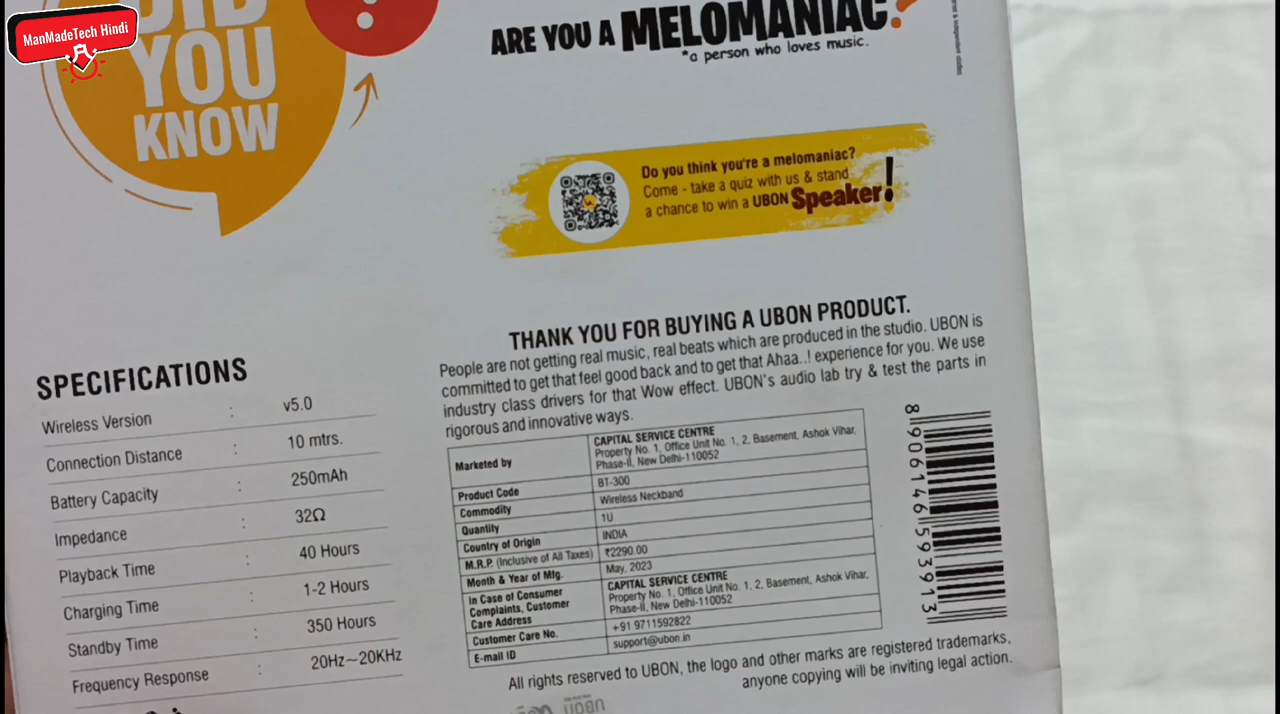 ManMadeTech Hindi
DID
YOU
KNOW
ARE YOU A MELOMANIAC?
*a person who loves music.
Do you think you're a melomaniac?
Come - take a quiz with us & stand
a chance to win a UBON Speaker!
THANK YOU FOR BUYING A UBON PRODUCT.
People are not getting real music, real beats which are produced in the studio. UBON is
committed to get that feel good back and to get that Ahaa..! experience for you. We use
industry class drivers for that Wow effect. UBON's audio lab try & test the parts in
rigorous and innovative ways.
SPECIFICATIONS
Wireless Version : v5.0
Connection Distance : 10 mtrs.
Battery Capacity : 250mAh
Impedance : 32Ω
Playback Time : 40 Hours
Charging Time : 1-2 Hours
Standby Time : 350 Hours
Frequency Response : 20Hz~20KHz
Marketed by CAPITAL SERVICE CENTRE
Property No. 1, Office Unit No. 1, 2, Basement, Ashok Vihar,
Phase-II, New Delhi-110052
Product Code BT-300
Commodity Wireless Neckband
Quantity 1U
Country of Origin INDIA
M.R.P. (Inclusive of All Taxes) ₹2290.00
Month & Year of Mfg. May, 2023
In Case of Consumer
Complaints, Customer
Care Address
CAPITAL SERVICE CENTRE
Property No. 1, Office Unit No. 1, 2, Basement, Ashok Vihar,
Phase-II, New Delhi-110052
Customer Care No. +91 9711592822
E-mail ID support@ubon.in
8906146593913
All rights reserved to UBON, the logo and other marks are registered trademarks,
anyone copying will be inviting legal action.